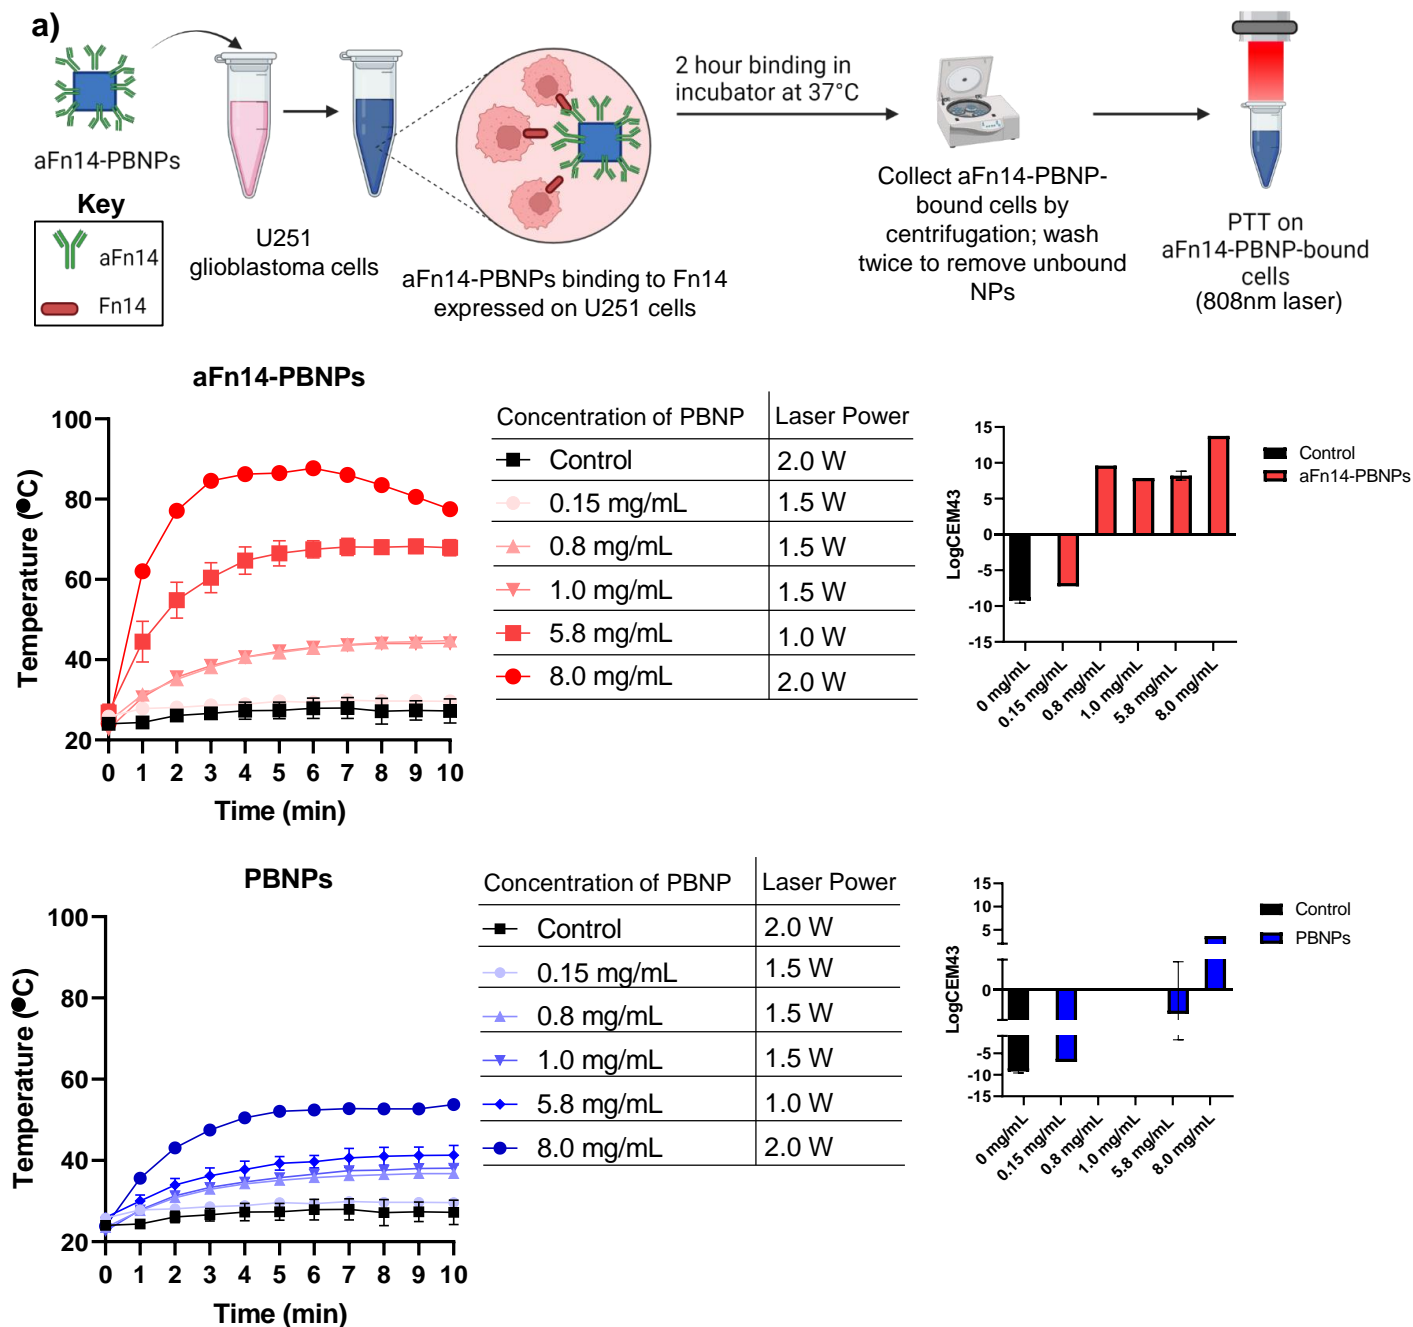 a)
aFn14-PBNPs
Key
aFn14
Fn14
U251
glioblastoma cells
aFn14-PBNPs binding to Fn14
expressed on U251 cells
2 hour binding in
incubator at 37°C
Collect aFn14-PBNP-
bound cells by
centrifugation; wash
twice to remove unbound
NPs
PTT on
aFn14-PBNP-bound
cells
(808nm laser)
aFn14-PBNPs
Temperature (°C)
100
80
60
40
20
0 1 2 3 4 5 6 7 8 9 10
Time (min)
Concentration of PBNP Laser Power
Control 2.0 W
0.15 mg/mL 1.5 W
0.8 mg/mL 1.5 W
1.0 mg/mL 1.5 W
5.8 mg/mL 1.0 W
8.0 mg/mL 2.0 W
LogCEM43
15
10
5
0
-5
-10
-15
0 mg/mL
0.15 mg/mL
0.8 mg/mL
1.0 mg/mL
5.8 mg/mL
8.0 mg/mL
Control
aFn14-PBNPs
PBNPs
Temperature (°C)
100
80
60
40
20
0 1 2 3 4 5 6 7 8 9 10
Time (min)
Concentration of PBNP Laser Power
Control 2.0 W
0.15 mg/mL 1.5 W
0.8 mg/mL 1.5 W
1.0 mg/mL 1.5 W
5.8 mg/mL 1.0 W
8.0 mg/mL 2.0 W
LogCEM43
15
10
5
0
-5
-10
-15
0 mg/mL
0.15 mg/mL
0.8 mg/mL
1.0 mg/mL
5.8 mg/mL
8.0 mg/mL
Control
PBNPs